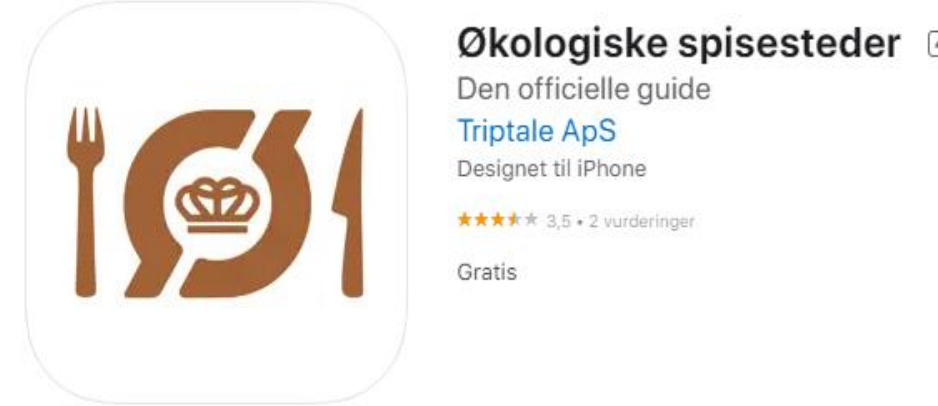 Økologiske spisesteder
Den officielle guide
Triptale ApS
Designet til iPhone
3,5 • 2 vurderinger
Gratis